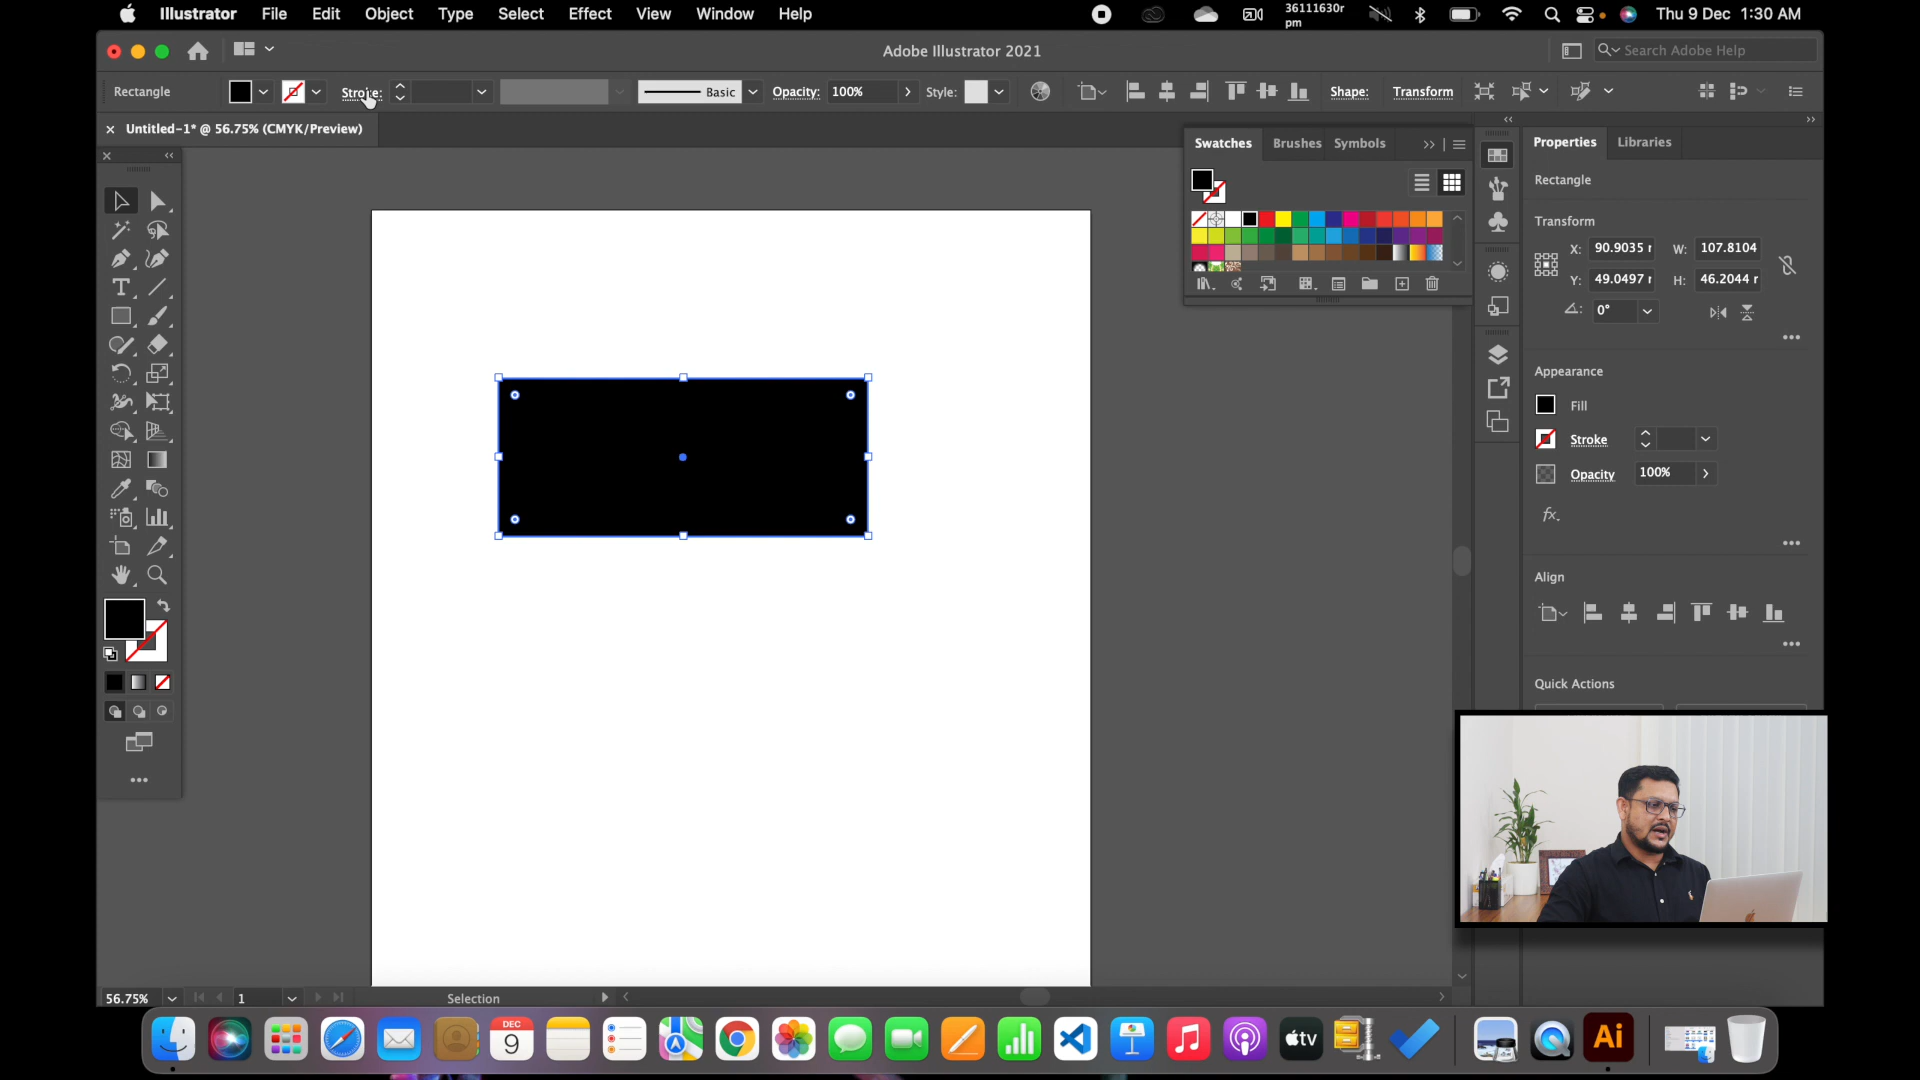 Illustrator File Edit Object Type Select Effect View Window Help 36111630r pm Thu 9 Dec 1:30 AM
Adobe Illustrator 2021 Search Adobe Help
Rectangle Stroke: Basic Opacity: 100% Style: Shape: Transform
Untitled-1* @ 56.75% (CMYK/Preview)
Swatches Brushes Symbols
Properties Libraries
Rectangle
Transform
X: 90.9035 r W: 107.8104
Y: 49.0497 r H: 46.2044 r
0°
Appearance
Fill
Stroke
Opacity 100%
fx.
Align
Quick Actions
56.75% 1 Selection
DEC
9
tv
Ai